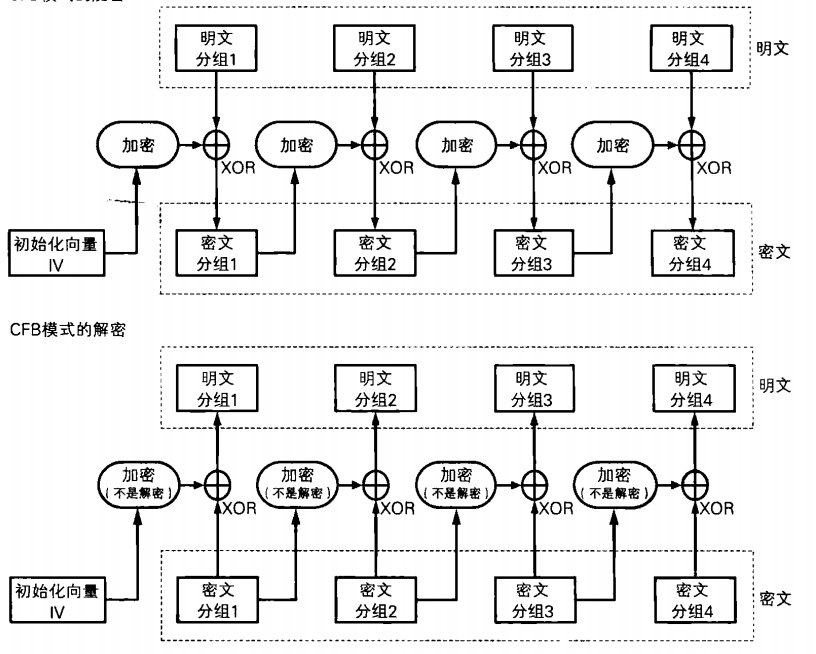 明文 明文 明文 明文
分组1 分组2 分组3 分组4
明文
加密 加密 加密 加密
XOR XOR XOR XOR
初始化向量
IV
密文 密文 密文 密文
分组1 分组2 分组3 分组4
密文
CFB模式的解密
明文 明文 明文 明文
分组1 分组2 分组3 分组4
明文
加密 加密 加密 加密
(不是解密) (不是解密) (不是解密) (不是解密)
XOR XOR XOR XOR
初始化向量
IV
密文 密文 密文 密文
分组1 分组2 分组3 分组4
密文